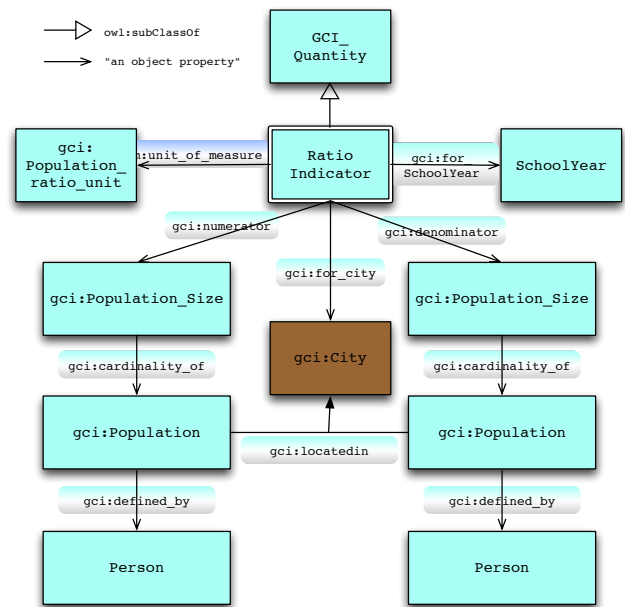 owl:subClassOf
"an object property"
GCI_
Quantity
gci:
Population_
ratio_unit
n:unit_of_measure
Ratio
Indicator
gci:for_
SchoolYear
SchoolYear
gci:numerator
gci:denominator
gci:for_city
gci:Population_Size
gci:Population_Size
gci:City
gci:cardinality_of
gci:cardinality_of
gci:Population
gci:Population
gci:locatedin
gci:defined_by
gci:defined_by
Person
Person